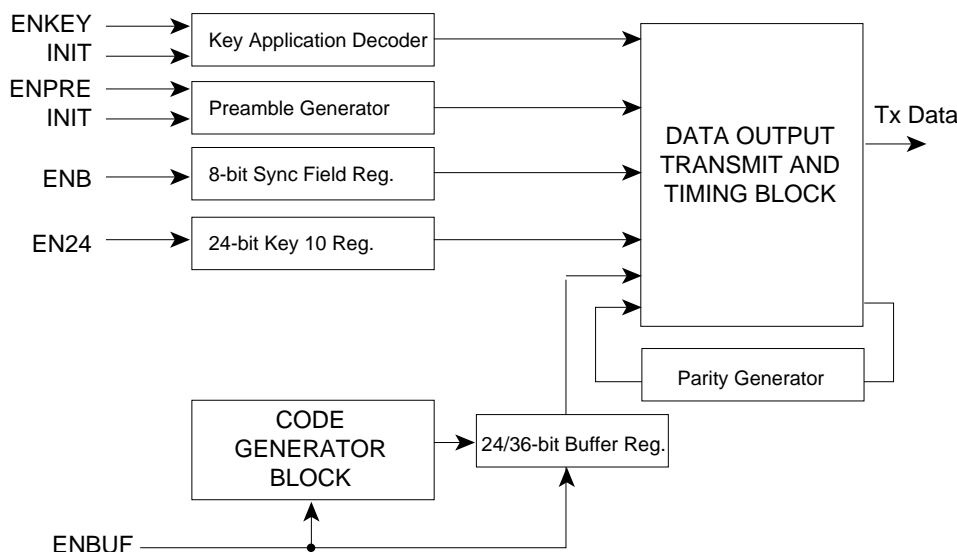 ENKEY
INIT
Key Application Decoder
ENPRE
INIT
Preamble Generator
ENB
8-bit Sync Field Reg.
EN24
24-bit Key 10 Reg.
DATA OUTPUT
TRANSMIT AND
TIMING BLOCK
Tx Data
Parity Generator
CODE
GENERATOR
BLOCK
24/36-bit Buffer Reg.
ENBUF